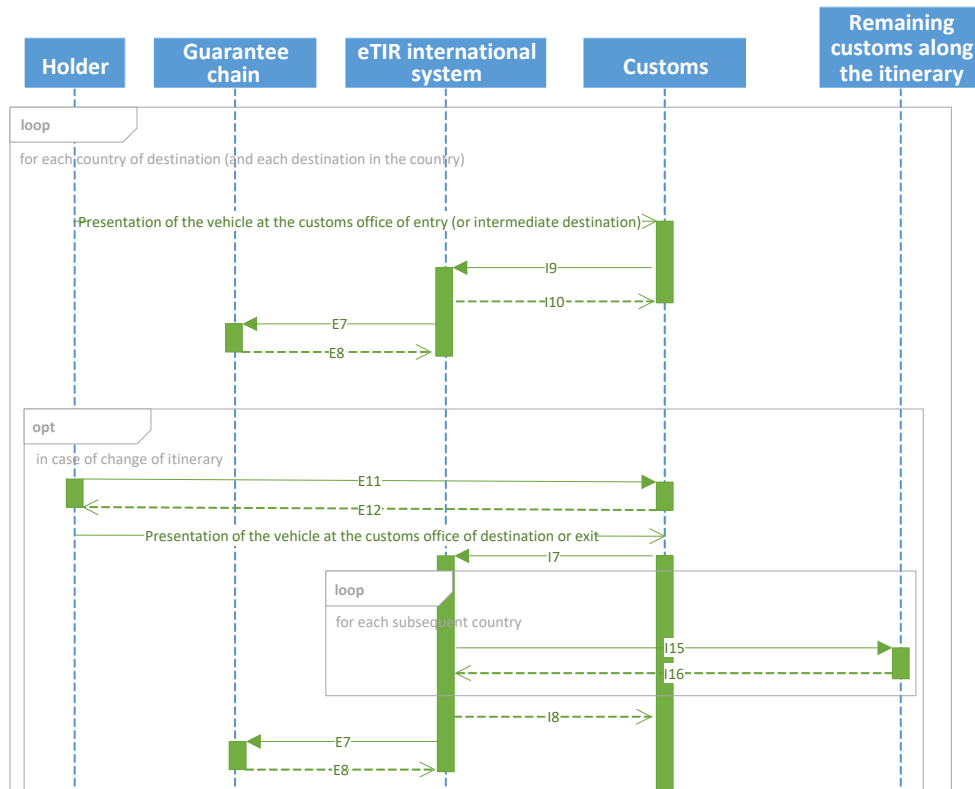 Holder
Guarantee
chain
eTIR international
system
Customs
Remaining
customs along
the itinerary
loop
for each country of destination (and each destination in the country)
Presentation of the vehicle at the customs office of entry (or intermediate destination)
I9
I10
E7
E8
opt
in case of change of itinerary
E11
E12
Presentation of the vehicle at the customs office of destination or exit
I7
loop
for each subsequent country
I15
I16
I8
E7
E8